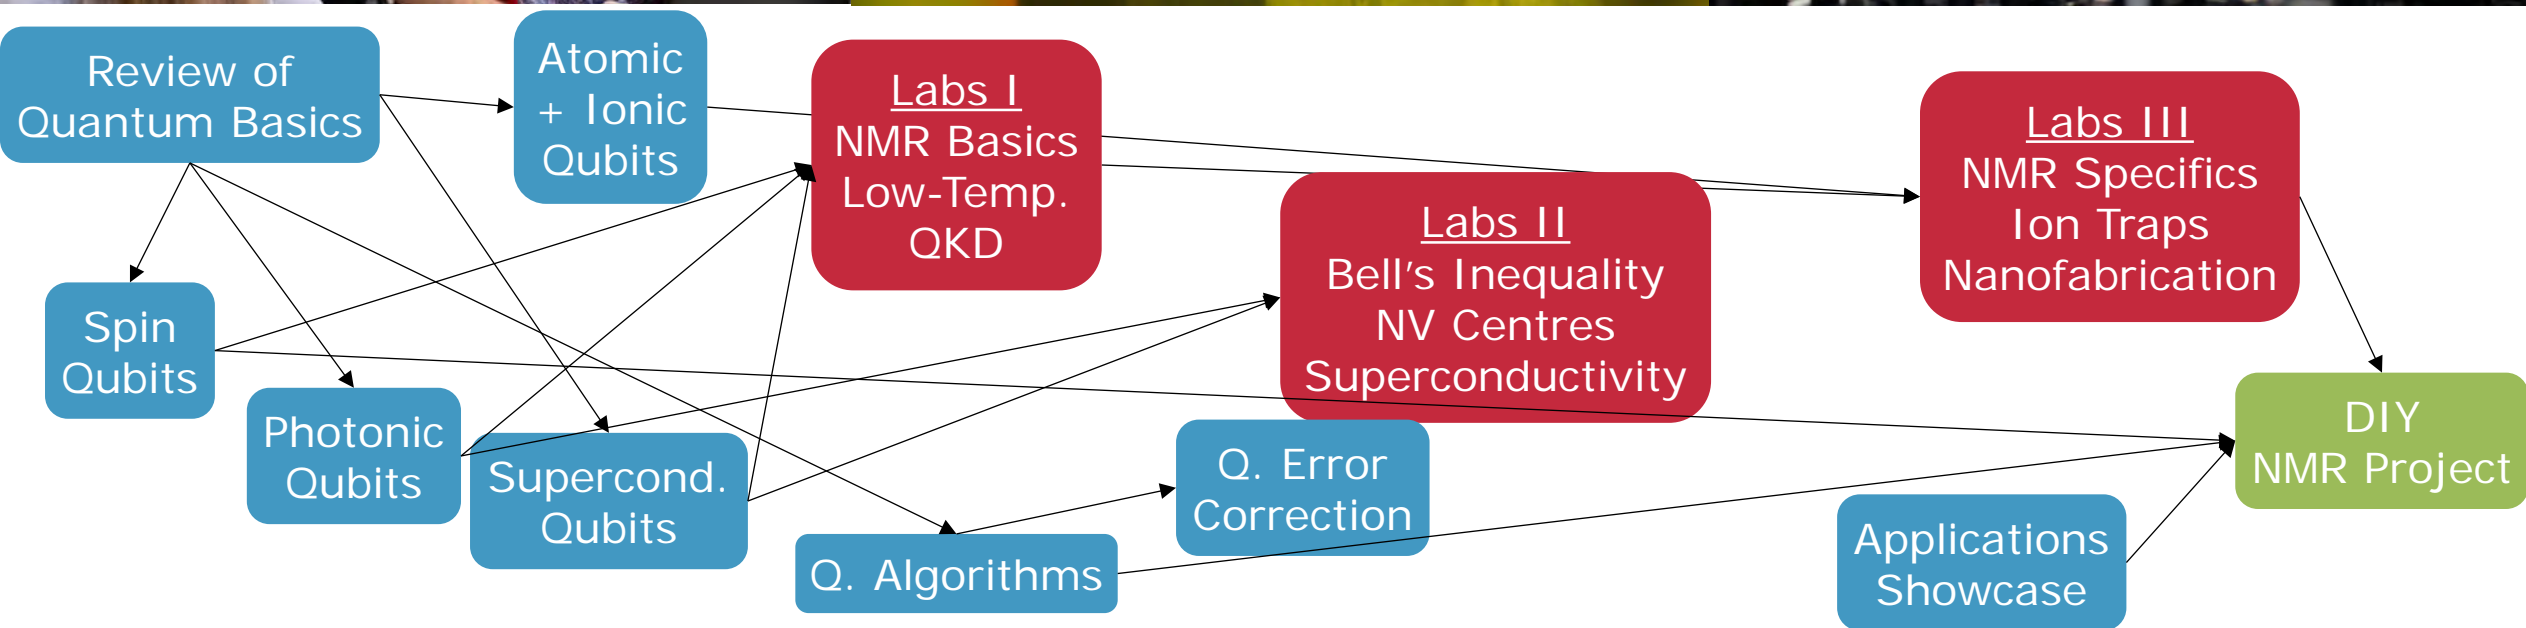 Review of
Quantum Basics
Atomic
+ Ionic
Qubits
Labs I
NMR Basics
Low-Temp.
QKD
Labs III
NMR Specifics
Ion Traps
Nanofabrication
Labs II
Bell's Inequality
NV Centres
Superconductivity
Spin
Qubits
Photonic
Qubits
Supercond.
Qubits
Q. Error
Correction
Q. Algorithms
DIY
NMR Project
Applications
Showcase